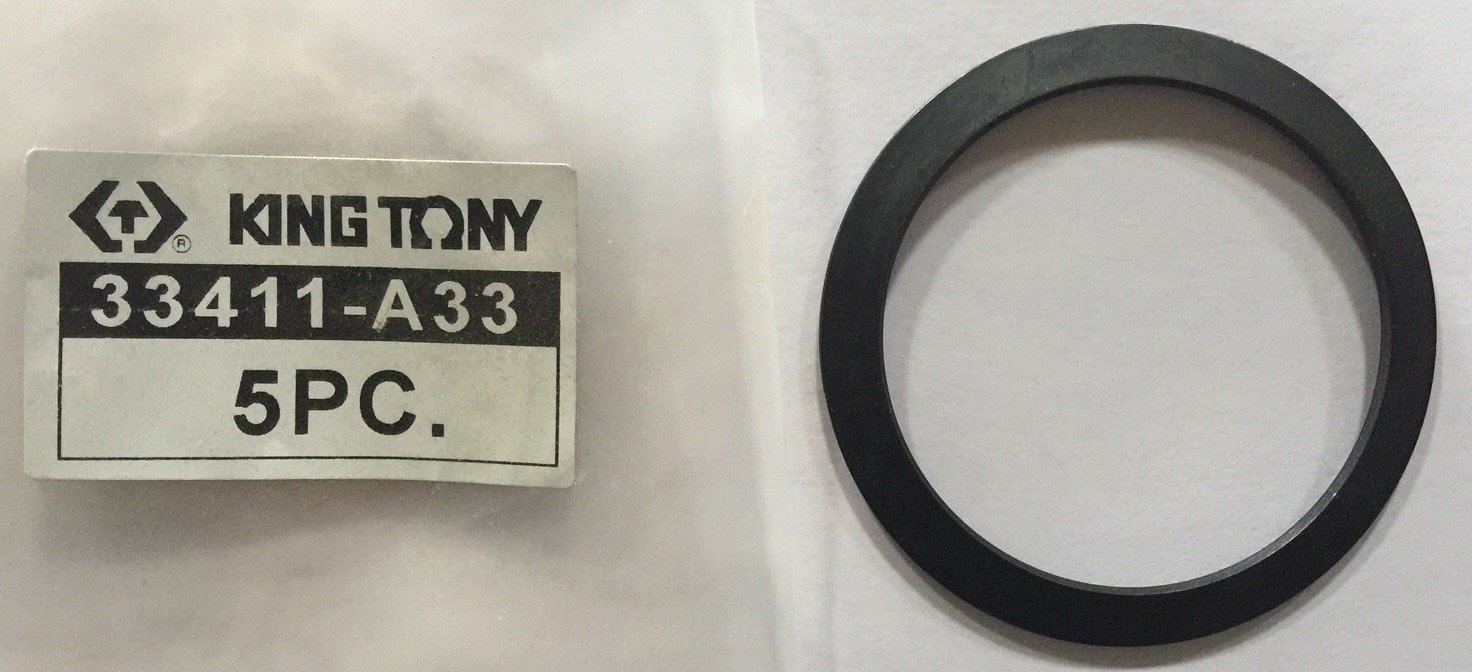 KING TONY
®
33411-A33
5PC.